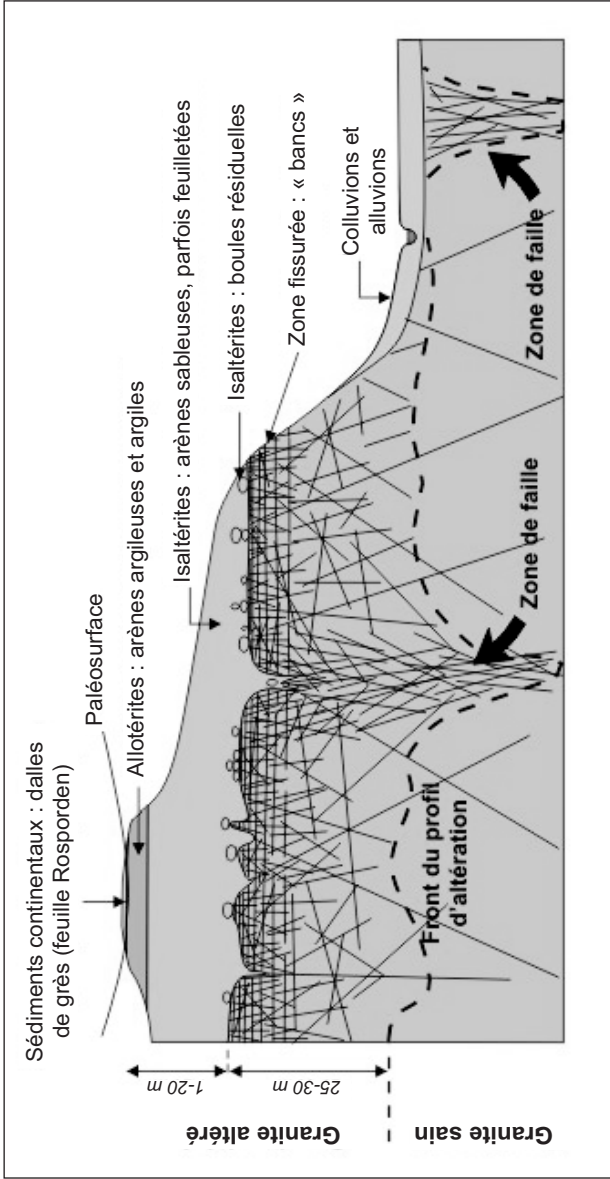 Sédiments continentaux : dalles
de grès (feuille Rosporden)
Paléosurface
Allotérites : arènes argileuses et argiles
Isaltérites : arènes sableuses, parfois feuilletées
Isaltérites : boules résiduelles
Zone fissurée : « bancs »
Colluvions et
alluvions
1-20 m
25-30 m
Granite altéré
Granite sain
Front du profil
d'altération
Zone de faille
Zone de faille